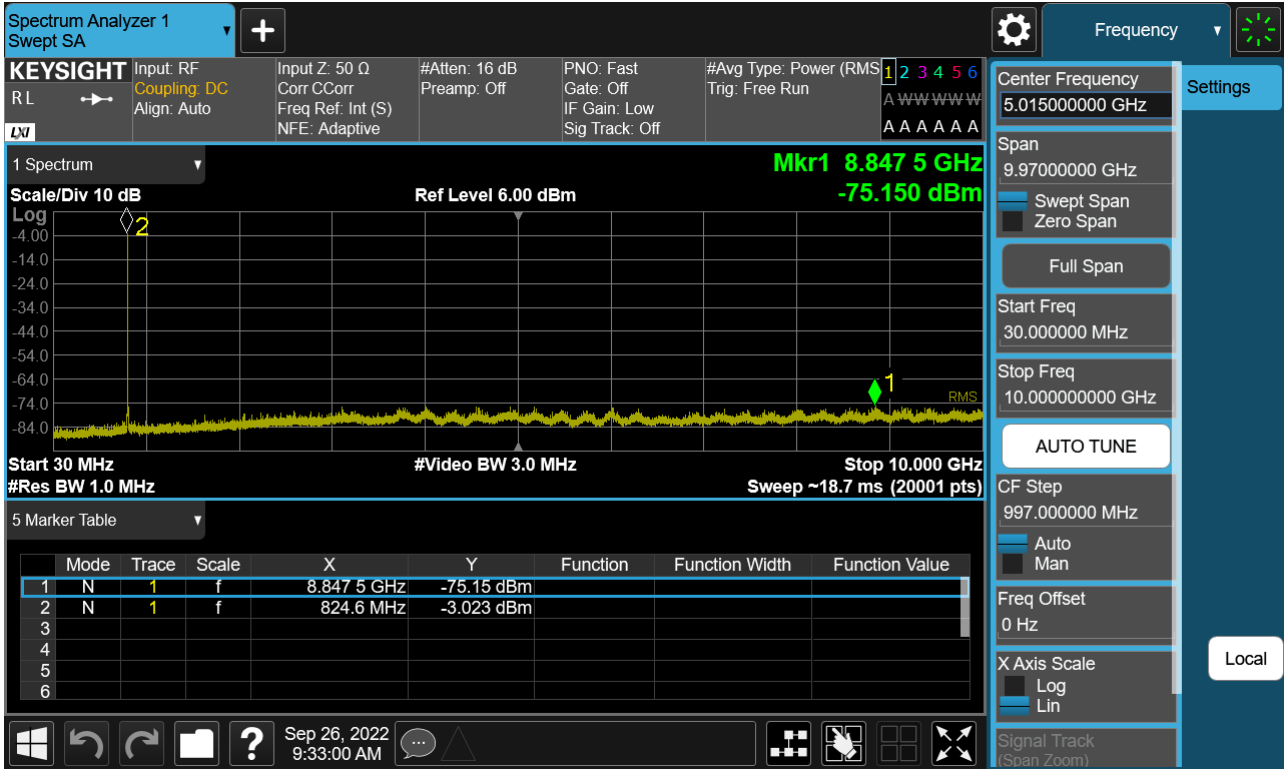 Spectrum Analyzer 1
Swept SA
Frequency
KEYSIGHT
R L
LXI
Input: RF
Coupling: DC
Align: Auto
Input Z: 50 Ω
Corr CCorr
Freq Ref: Int (S)
NFE: Adaptive
#Atten: 16 dB
Preamp: Off
PNO: Fast
Gate: Off
IF Gain: Low
Sig Track: Off
#Avg Type: Power (RMS
Trig: Free Run
1 2 3 4 5 6
A W W W W W
A A A A A A
1 Spectrum
Mkr1 8.847 5 GHz
-75.150 dBm
Scale/Div 10 dB
Ref Level 6.00 dBm
Log
2
-4.00
-14.0
-24.0
-34.0
-44.0
-54.0
-64.0
-74.0
-84.0
1
RMS
Start 30 MHz
#Video BW 3.0 MHz
Stop 10.000 GHz
#Res BW 1.0 MHz
Sweep ~18.7 ms (20001 pts)
5 Marker Table
Mode Trace Scale X Y Function Function Width Function Value
1 N 1 f 8.847 5 GHz -75.15 dBm
2 N 1 f 824.6 MHz -3.023 dBm
3
4
5
6
Sep 26, 2022
9:33:00 AM
?
Center Frequency
5.015000000 GHz
Settings
Span
9.97000000 GHz
Swept Span
Zero Span
Full Span
Start Freq
30.000000 MHz
Stop Freq
10.000000000 GHz
AUTO TUNE
CF Step
997.000000 MHz
Auto
Man
Freq Offset
0 Hz
X Axis Scale
Log
Lin
Local
Signal Track
(Span Zoom)